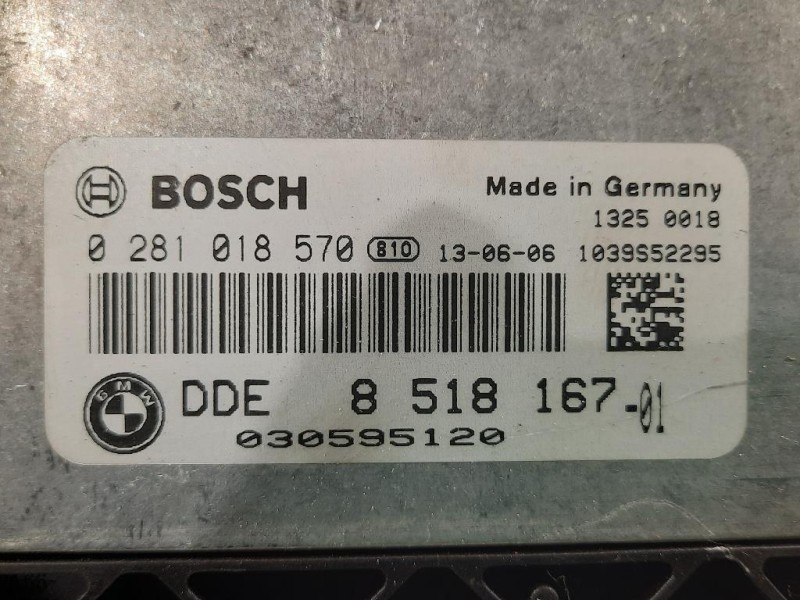 BOSCH Made in Germany
1325 0018
0 281 018 570 810 13-06-06 1039S52295
BMW DDE 8 518 167-01
030595120